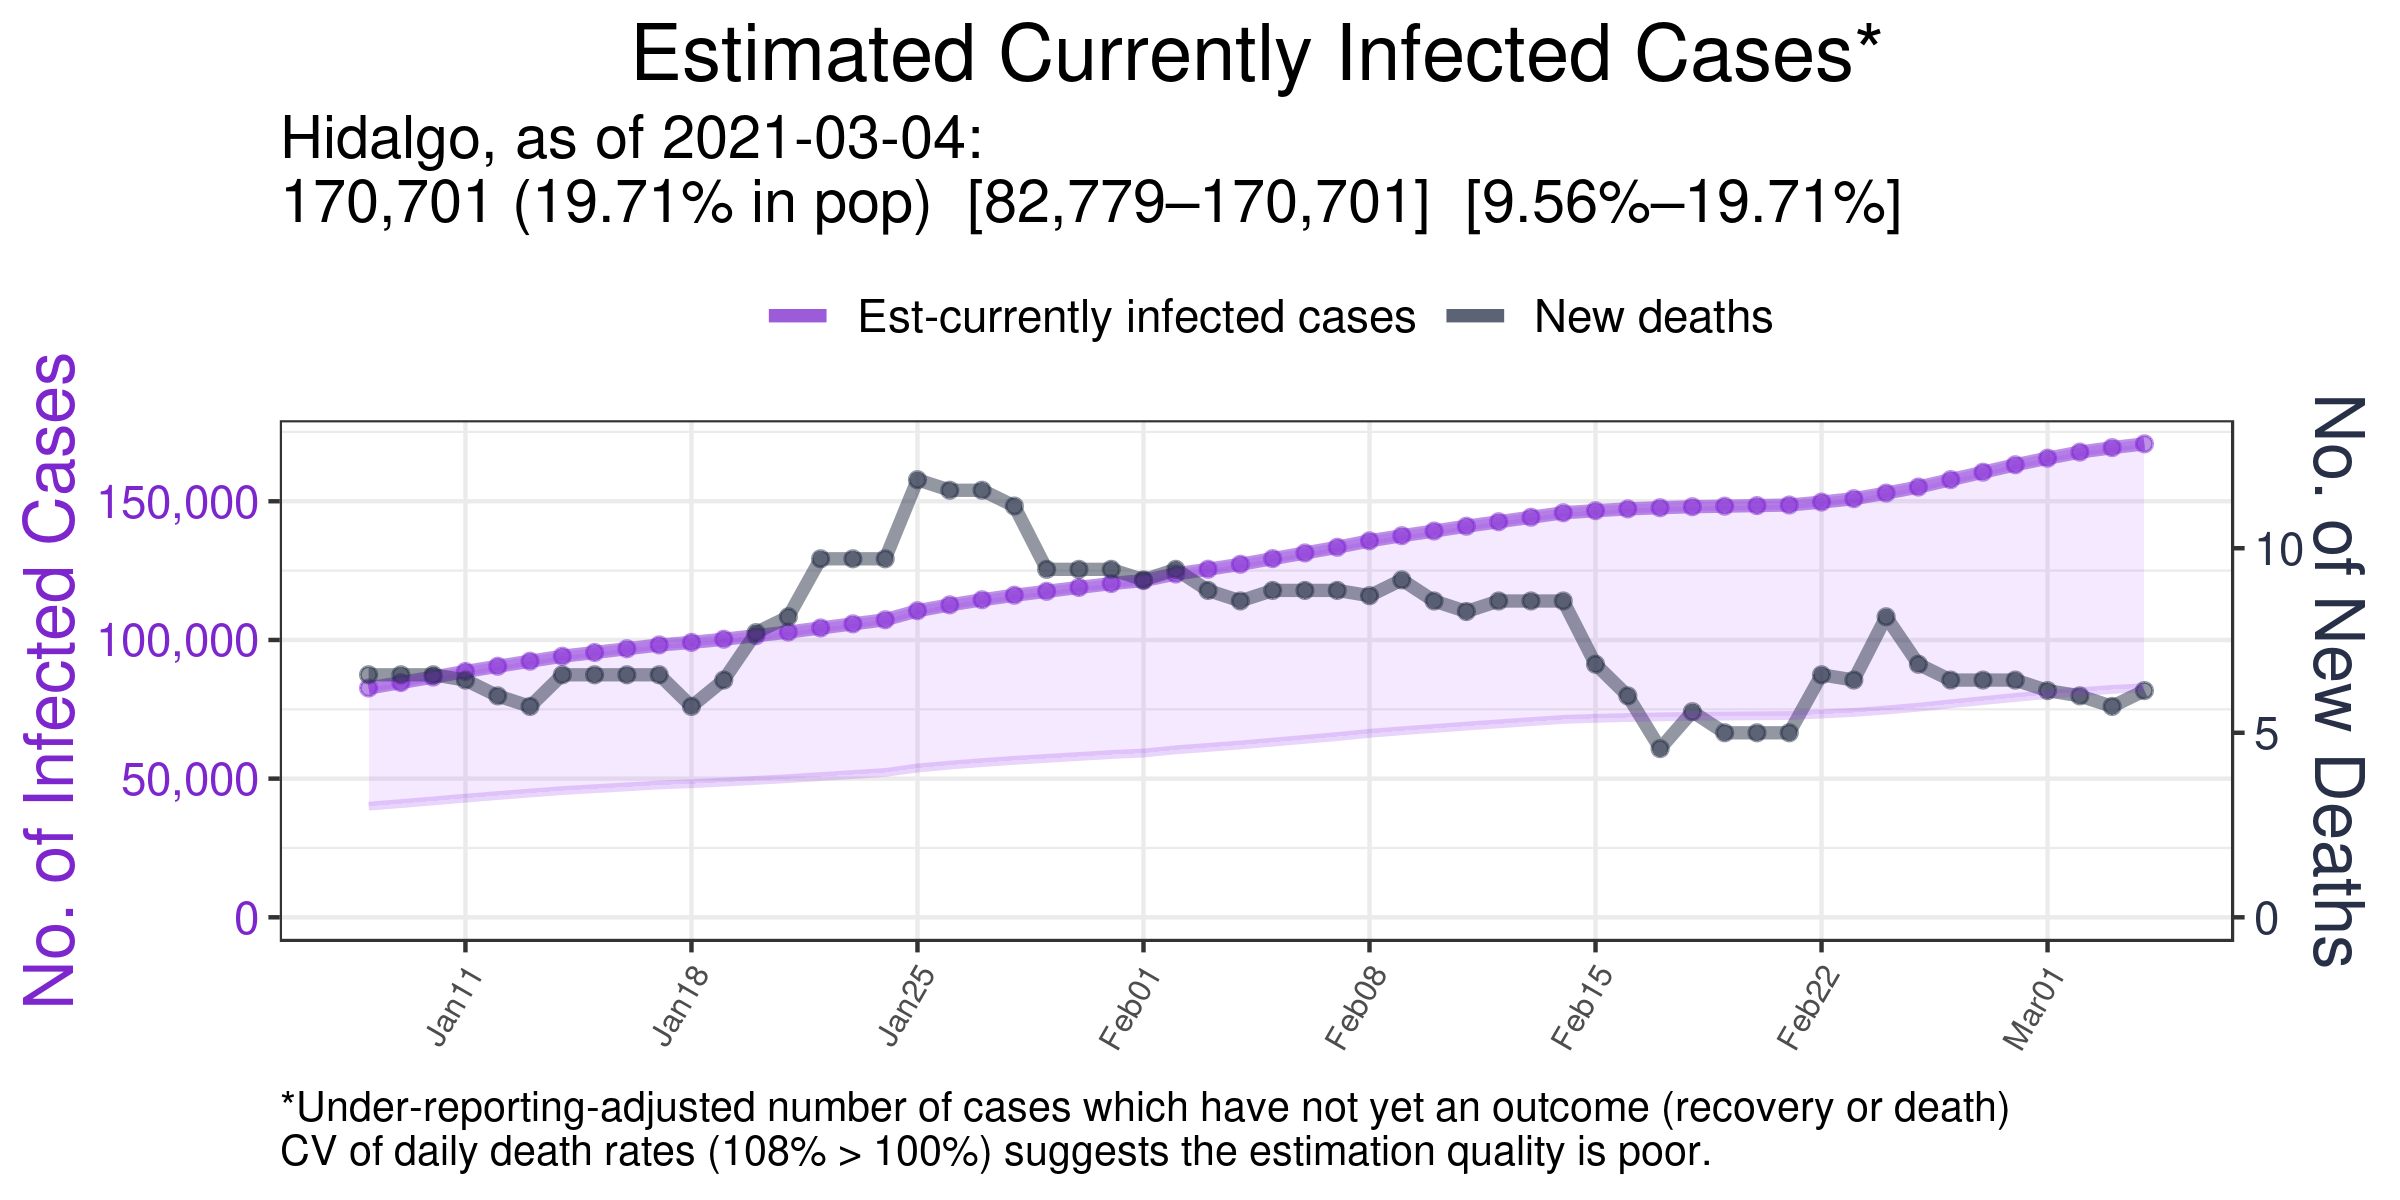 Estimated Currently Infected Cases*
Hidalgo, as of 2021-03-04:
170,701 (19.71% in pop)  [82,779–170,701]  [9.56%–19.71%]
Est-currently infected cases
New deaths
No. of Infected Cases
150,000
100,000
50,000
0
No. of New Deaths
10
5
0
Jan11
Jan18
Jan25
Feb01
Feb08
Feb15
Feb22
Mar01
*Under-reporting-adjusted number of cases which have not yet an outcome (recovery or death)
CV of daily death rates (108% > 100%) suggests the estimation quality is poor.